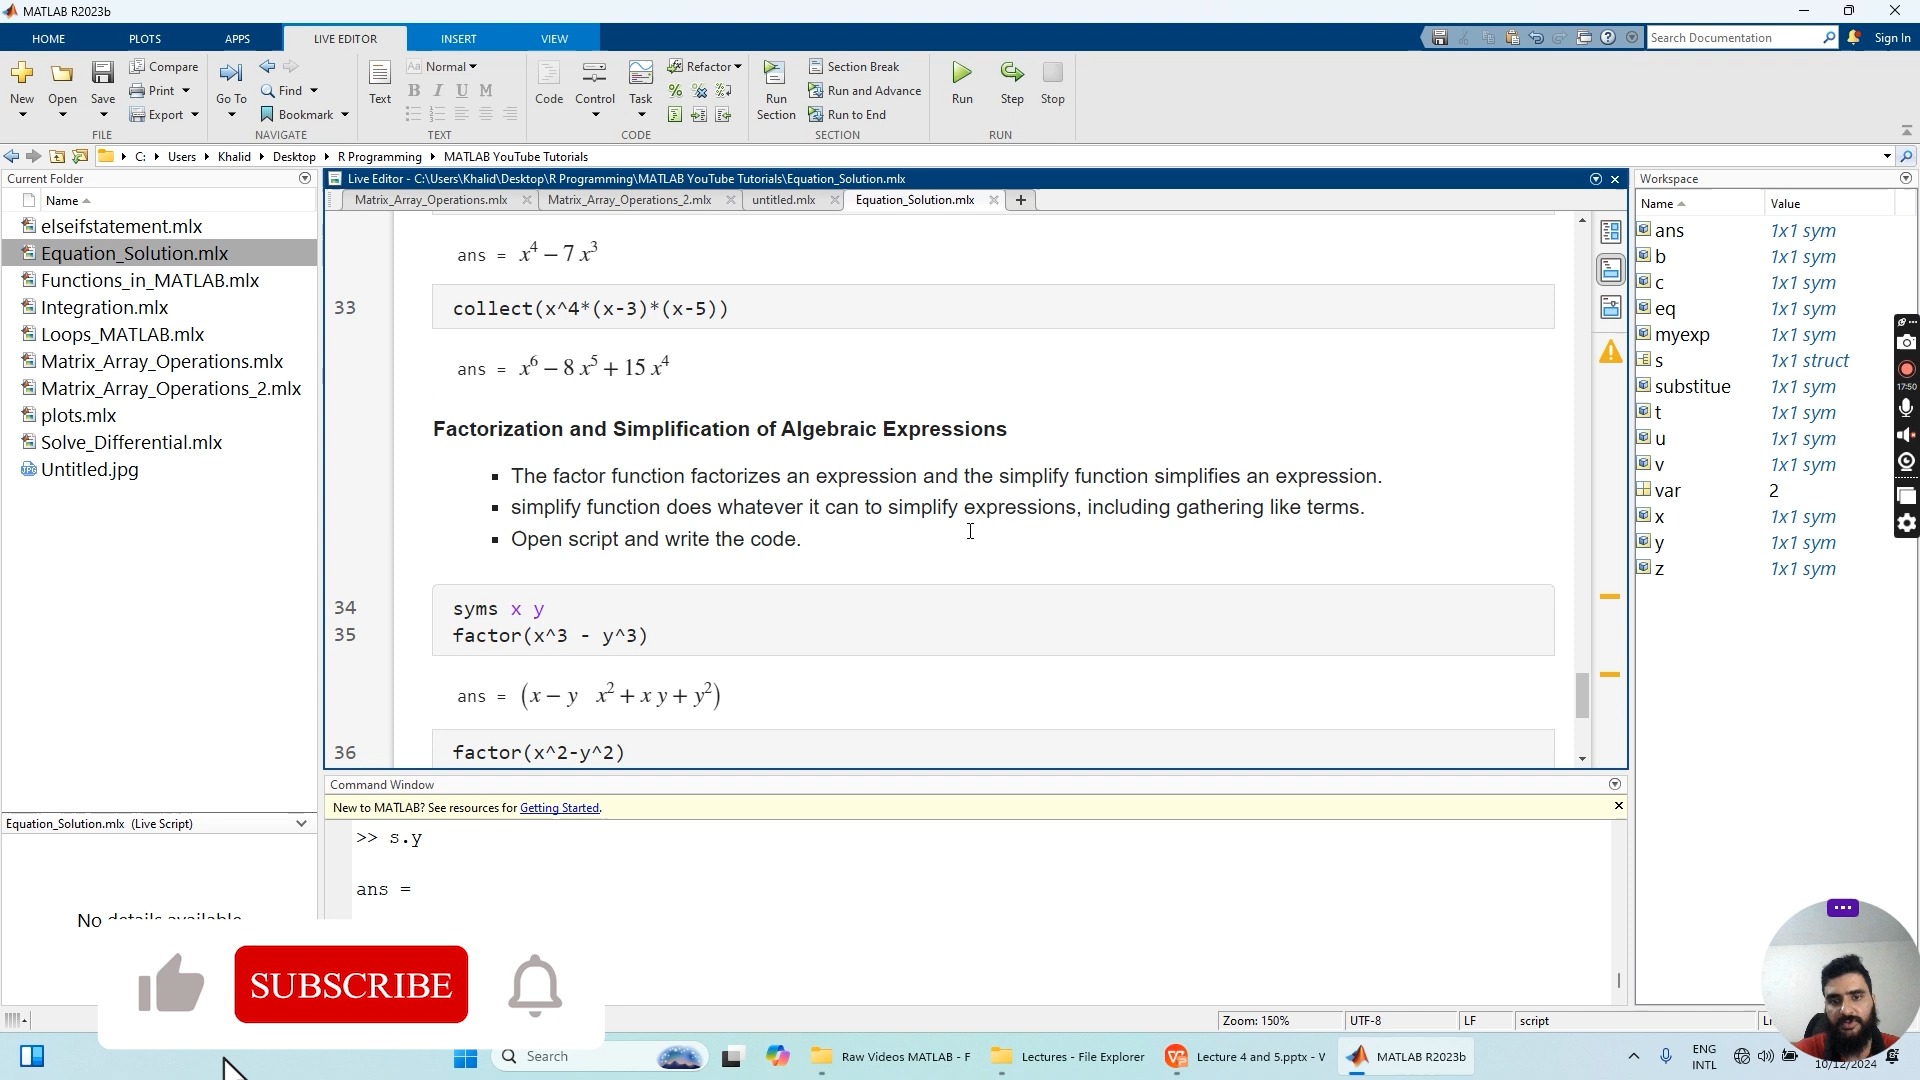 MATLAB R2023b
HOME PLOTS APPS LIVE EDITOR INSERT VIEW
Search Documentation Sign In
New Open Save Compare Print Export
FILE
Go To Find Bookmark
NAVIGATE
Text Aa Normal B I U M
TEXT
Code Control Task Refactor
CODE
Run Section Section Break Run and Advance Run to End
SECTION
Run Step Stop
RUN
C: Users Khalid Desktop R Programming MATLAB YouTube Tutorials
Current Folder
Name
elseifstatement.mlx
Equation_Solution.mlx
Functions_in_MATLAB.mlx
Integration.mlx
Loops_MATLAB.mlx
Matrix_Array_Operations.mlx
Matrix_Array_Operations_2.mlx
plots.mlx
Solve_Differential.mlx
Untitled.jpg
Equation_Solution.mlx (Live Script)
Live Editor - C:\Users\Khalid\Desktop\R Programming\MATLAB YouTube Tutorials\Equation_Solution.mlx
Matrix_Array_Operations.mlx Matrix_Array_Operations_2.mlx untitled.mlx Equation_Solution.mlx
ans = x^4 − 7 x^3
33 collect(x^4*(x-3)*(x-5))
ans = x^6 − 8 x^5 + 15 x^4
Factorization and Simplification of Algebraic Expressions
▪ The factor function factorizes an expression and the simplify function simplifies an expression.
▪ simplify function does whatever it can to simplify expressions, including gathering like terms.
▪ Open script and write the code.
34 syms x y
35 factor(x^3 - y^3)
ans = (x − y x^2 + x y + y^2)
36 factor(x^2-y^2)
Command Window
New to MATLAB? See resources for Getting Started.
>> s.y
ans =
Workspace
Name Value
ans 1x1 sym
b 1x1 sym
c 1x1 sym
eq 1x1 sym
myexp 1x1 sym
s 1x1 struct
substitue 1x1 sym
t 1x1 sym
u 1x1 sym
v 1x1 sym
var 2
x 1x1 sym
y 1x1 sym
z 1x1 sym
17:50
SUBSCRIBE
Zoom: 150% UTF-8 LF script
Search Raw Videos MATLAB - F Lectures - File Explorer Lecture 4 and 5.pptx - V MATLAB R2023b
ENG
INTL
10/12/2024